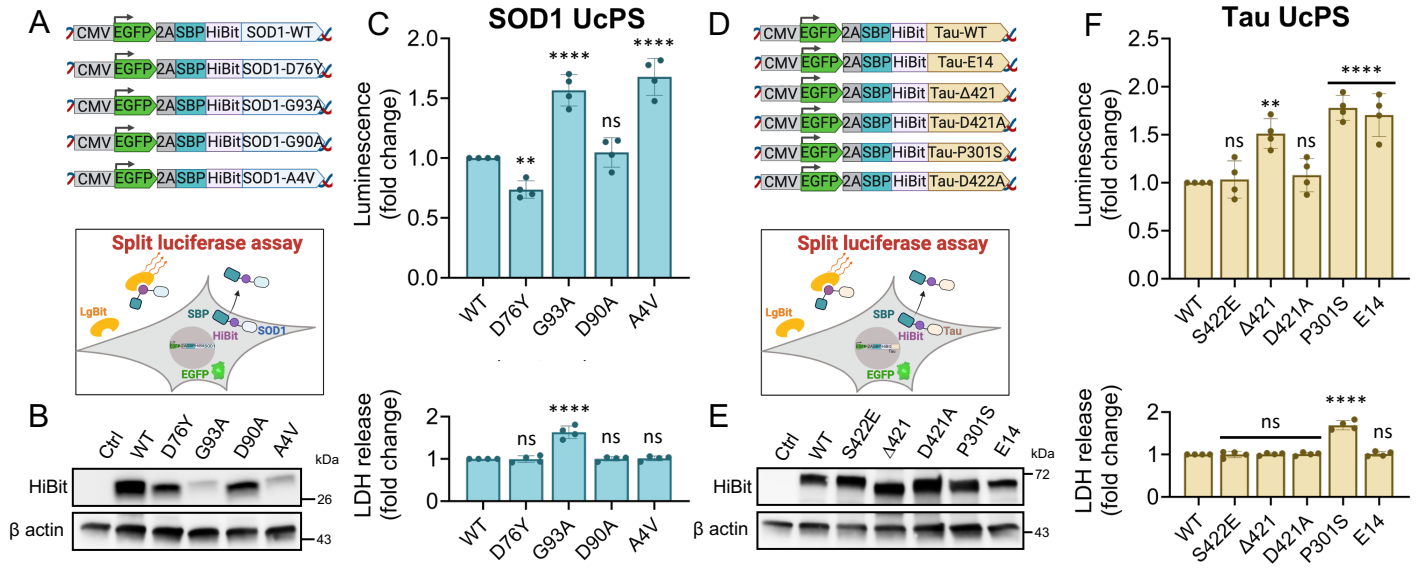 A
CMV EGFP 2A SBP HiBit SOD1-WT
CMV EGFP 2A SBP HiBit SOD1-D76Y
CMV EGFP 2A SBP HiBit SOD1-G93A
CMV EGFP 2A SBP HiBit SOD1-G90A
CMV EGFP 2A SBP HiBit SOD1-A4V
Split luciferase assay
LgBit
SBP
SOD1
HiBit
EGFP
B
Ctrl WT D76Y G93A D90A A4V
kDa
HiBit
26
β actin
43
C
SOD1 UcPS
Luminescence
(fold change)
2.0
1.5
1.0
0.5
0.0
** **** ns ****
WT D76Y G93A D90A A4V
LDH release
(fold change)
2
1
0
ns **** ns ns
WT D76Y G93A D90A A4V
D
CMV EGFP 2A SBP HiBit Tau-WT
CMV EGFP 2A SBP HiBit Tau-E14
CMV EGFP 2A SBP HiBit Tau-Δ421
CMV EGFP 2A SBP HiBit Tau-D421A
CMV EGFP 2A SBP HiBit Tau-P301S
CMV EGFP 2A SBP HiBit Tau-D422A
Split luciferase assay
LgBit
SBP
Tau
HiBit
EGFP
E
Ctrl WT S422E Δ421 D421A P301S E14
kDa
HiBit
72
β actin
43
F
Tau UcPS
Luminescence
(fold change)
2.5
2.0
1.5
1.0
0.5
0.0
ns ** ns ****
WT S422E Δ421 D421A P301S E14
LDH release
(fold change)
2
1
0
ns **** ns
WT S422E Δ421 D421A P301S E14